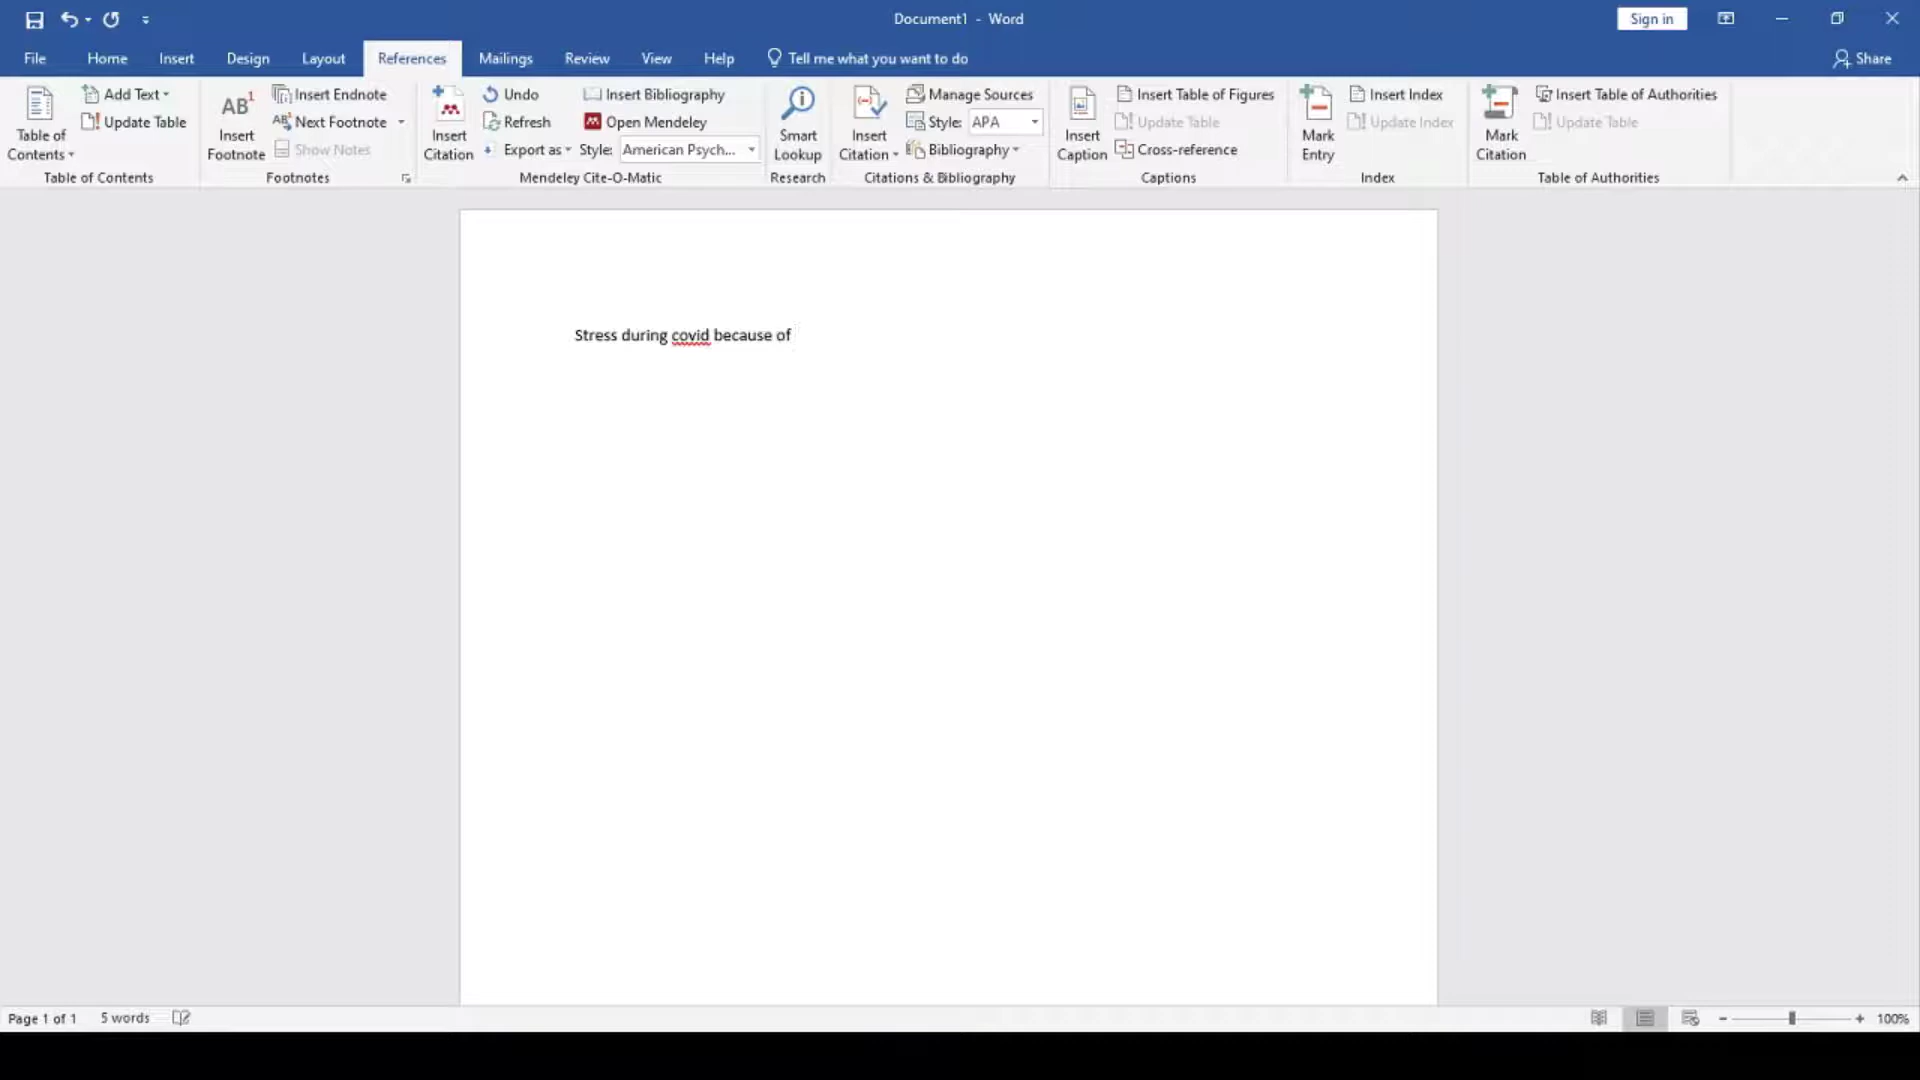 Document1 - Word
Sign in
File Home Insert Design Layout References Mailings Review View Help Tell me what you want to do Share
Table of Contents
Add Text
Update Table
Table of Contents
AB1 Insert Footnote
Insert Endnote
AB1 Next Footnote
Show Notes
Footnotes
Insert Citation
Undo
Refresh
Export as
Insert Bibliography
Open Mendeley
Style: American Psych...
Mendeley Cite-O-Matic
Smart Lookup
Research
Insert Citation
Manage Sources
Style: APA
Bibliography
Citations & Bibliography
Insert Caption
Insert Table of Figures
Update Table
Cross-reference
Captions
Mark Entry
Insert Index
Update Index
Index
Mark Citation
Insert Table of Authorities
Update Table
Table of Authorities
Stress during covid because of
Page 1 of 1 5 words 100%